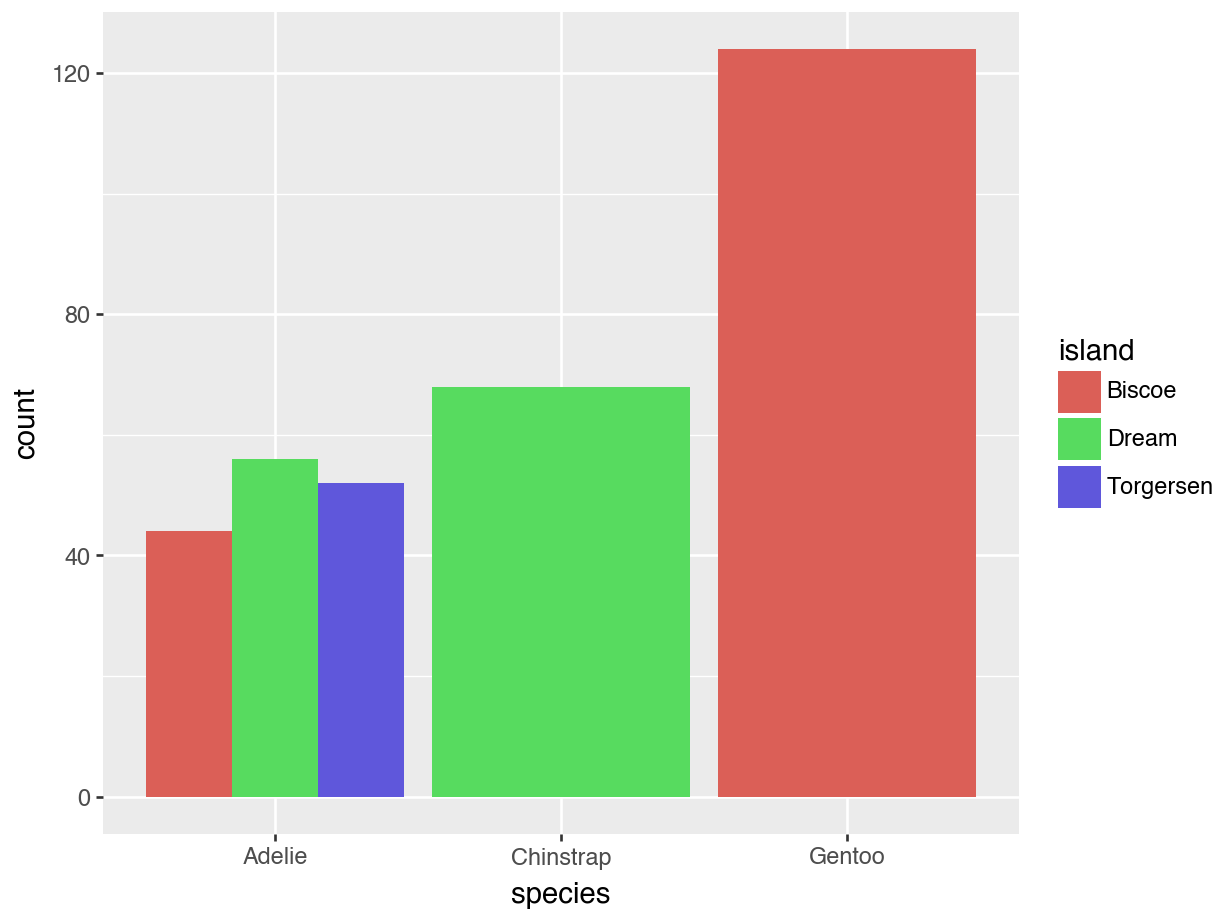 120
80
40
0
count
Adelie
Chinstrap
Gentoo
species
island
Biscoe
Dream
Torgersen